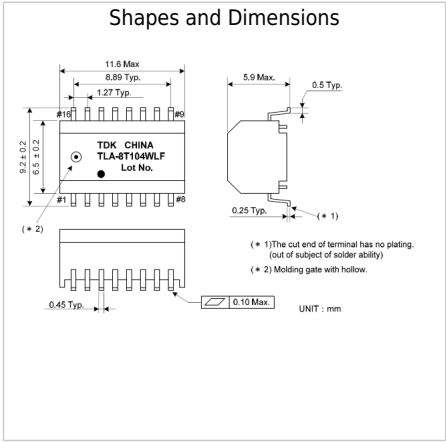 Shapes and Dimensions
11.6 Max
8.89 Typ.
1.27 Typ.
5.9 Max.
0.5 Typ.
#16
#9
9.2 ± 0.2
6.5 ± 0.2
TDK CHINA
TLA-8T104WLF
Lot No.
#1
#8
(* 2)
0.25 Typ.
(* 1)
(* 1)The cut end of terminal has no plating.
(out of subject of solder ability)
(* 2) Molding gate with hollow.
0.45 Typ.
0.10 Max.
UNIT : mm